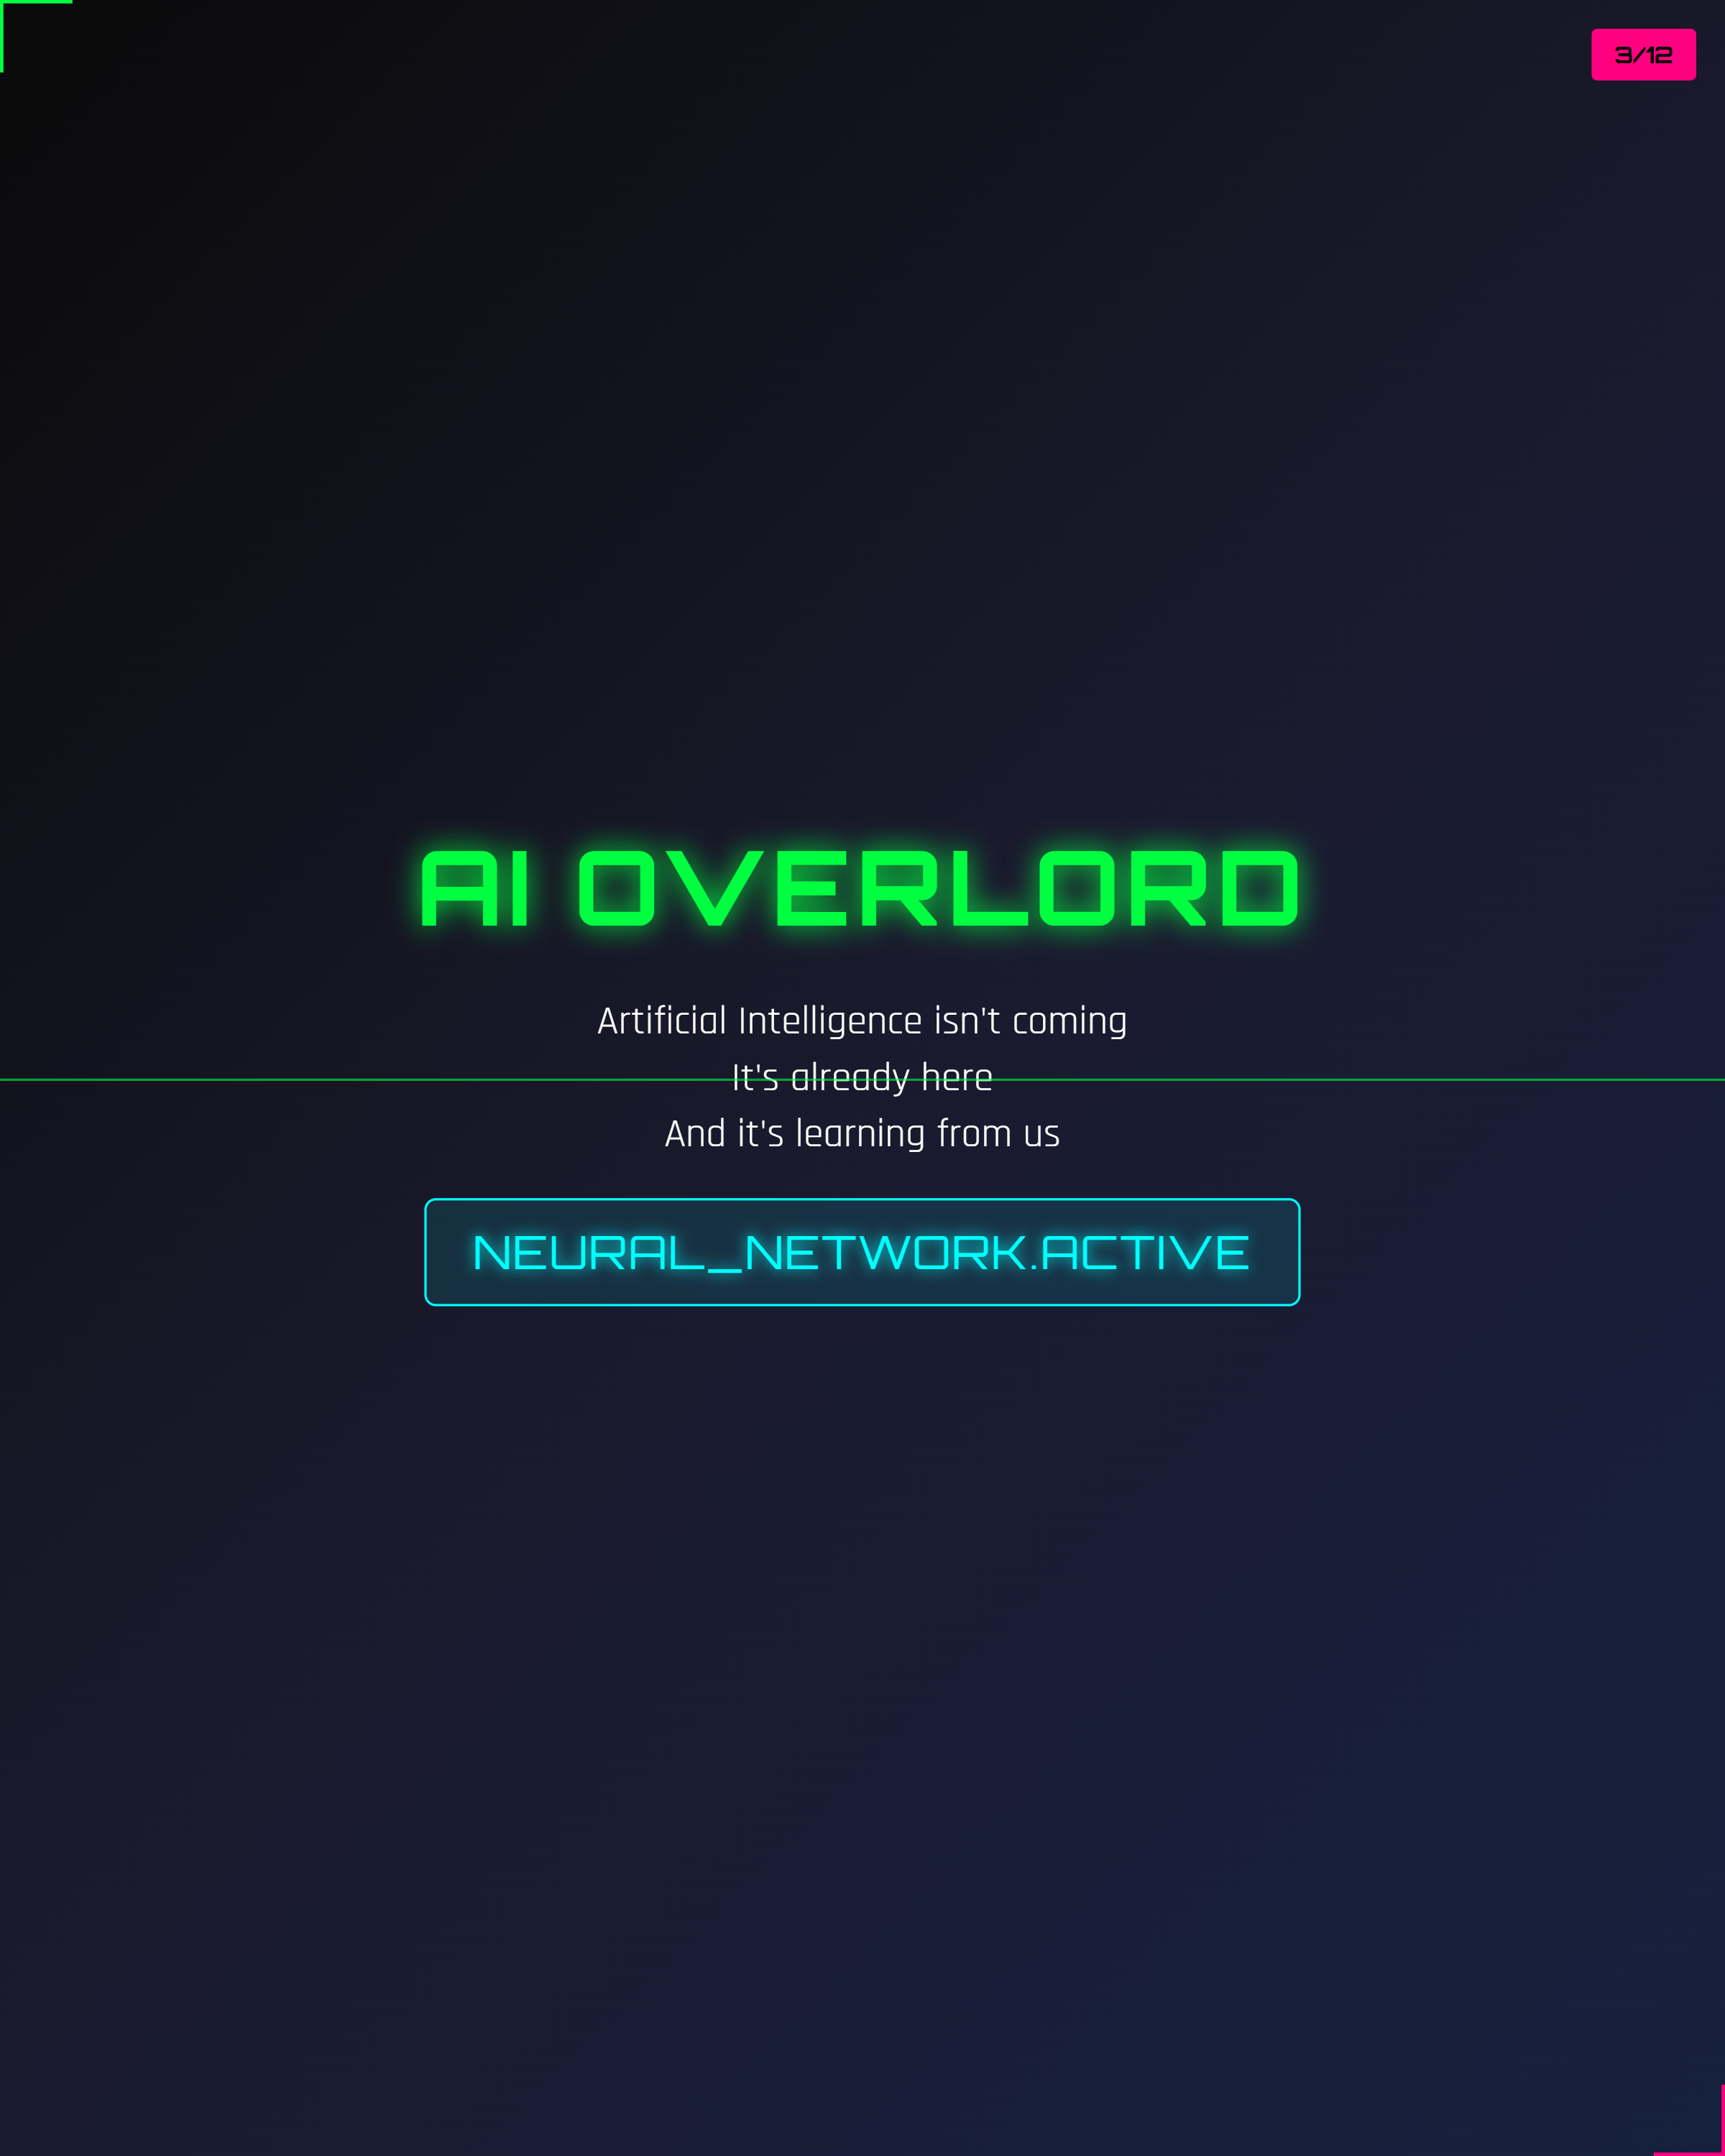 3/12
AI OVERLORD
Artificial Intelligence isn't coming
It's already here
And it's learning from us
NEURAL_NETWORK.ACTIVE